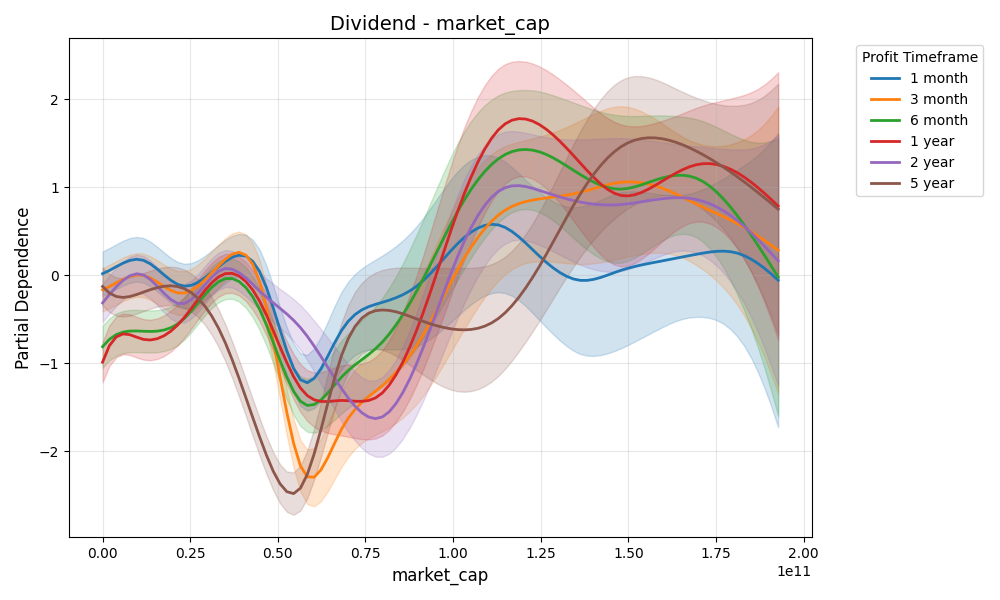 Dividend - market_cap
Profit Timeframe
1 month
3 month
6 month
1 year
2 year
5 year
Partial Dependence
2
1
0
−1
−2
0.00 0.25 0.50 0.75 1.00 1.25 1.50 1.75 2.00
1e11
market_cap